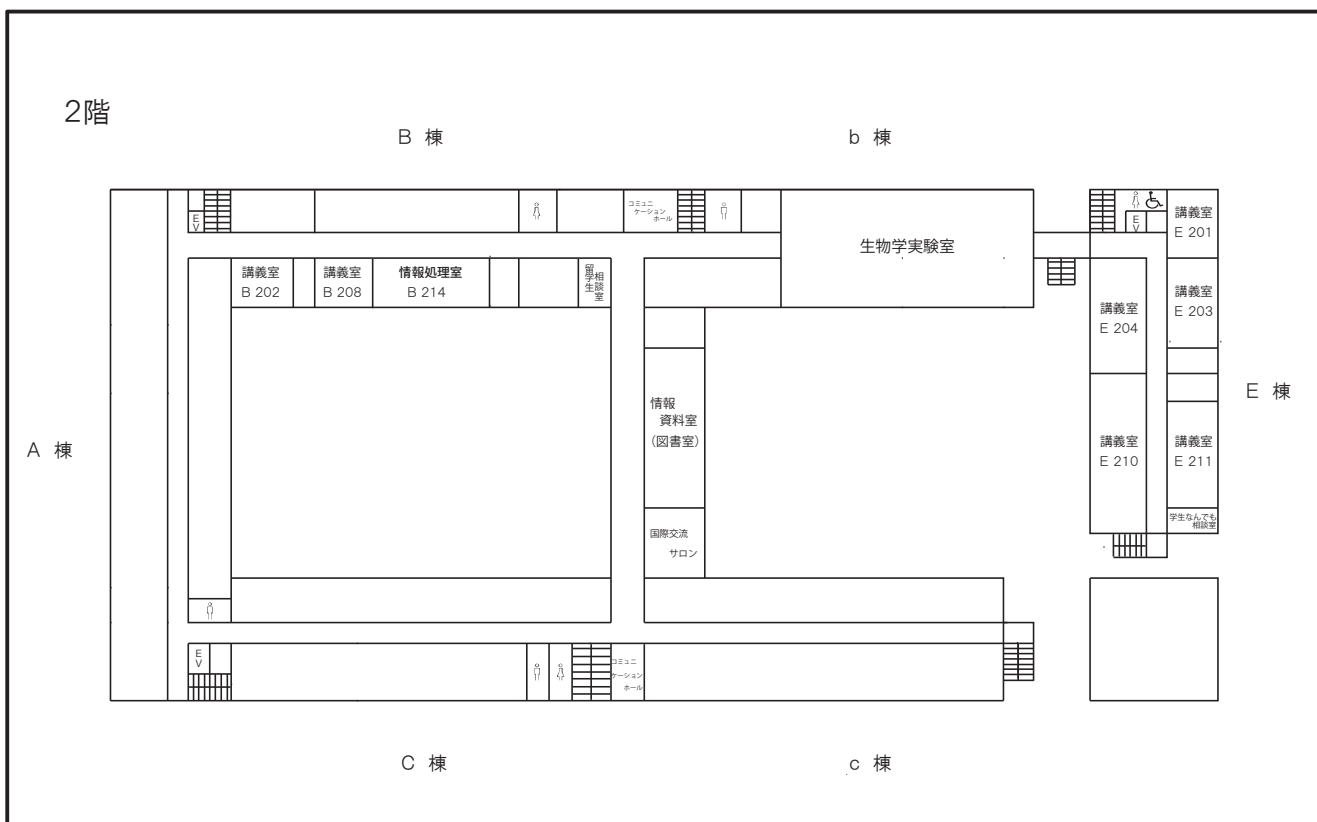 2階
B 棟
b 棟
EV
コミュニ
ケーション
ホール
EV
講義室
E 201
生物学実験室
講義室
B 202
講義室
B 208
情報処理室
B 214
留学生
相談室
講義室
E 204
講義室
E 203
A 棟
情報
資料室
(図書室)
E 棟
講義室
E 210
講義室
E 211
国際交流
サロン
学生なんでも
相談室
EV
コミュニ
ケーション
ホール
C 棟
c 棟